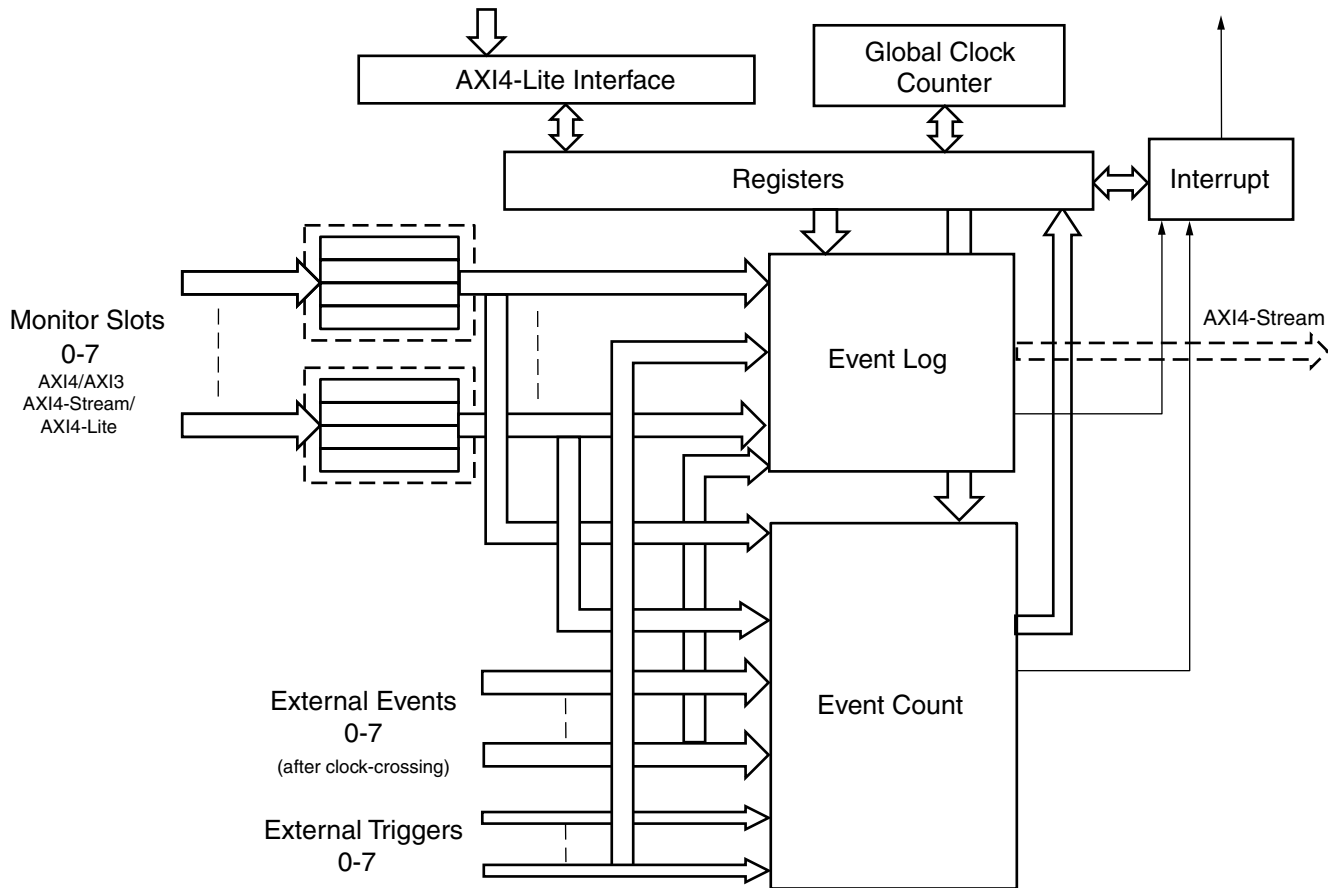 AXI4-Lite Interface
Global Clock
Counter
Registers
Interrupt
Monitor Slots
0-7
AXI4/AXI3
AXI4-Stream/
AXI4-Lite
Event Log
AXI4-Stream
External Events
0-7
(after clock-crossing)
Event Count
External Triggers
0-7